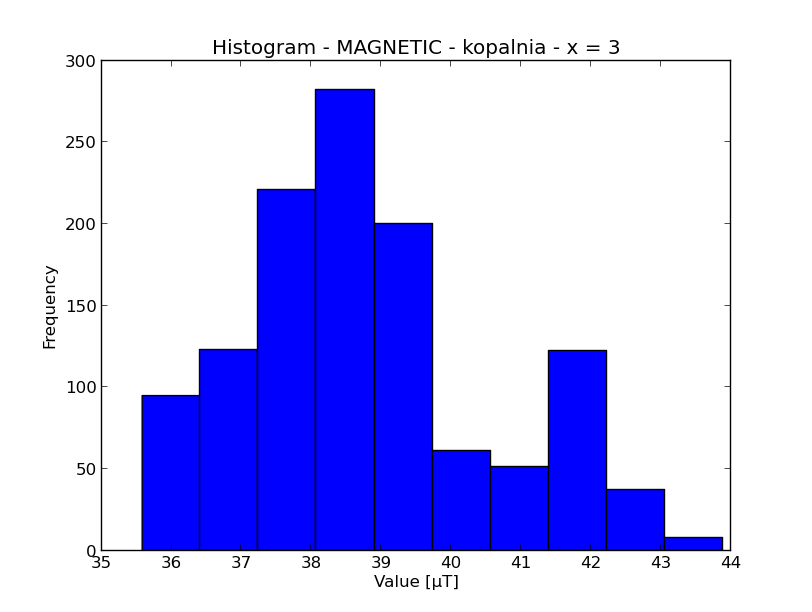 Histogram - MAGNETIC - kopalnia - x = 3
300
250
200
150
100
50
0
Frequency
35 36 37 38 39 40 41 42 43 44
Value [μT]